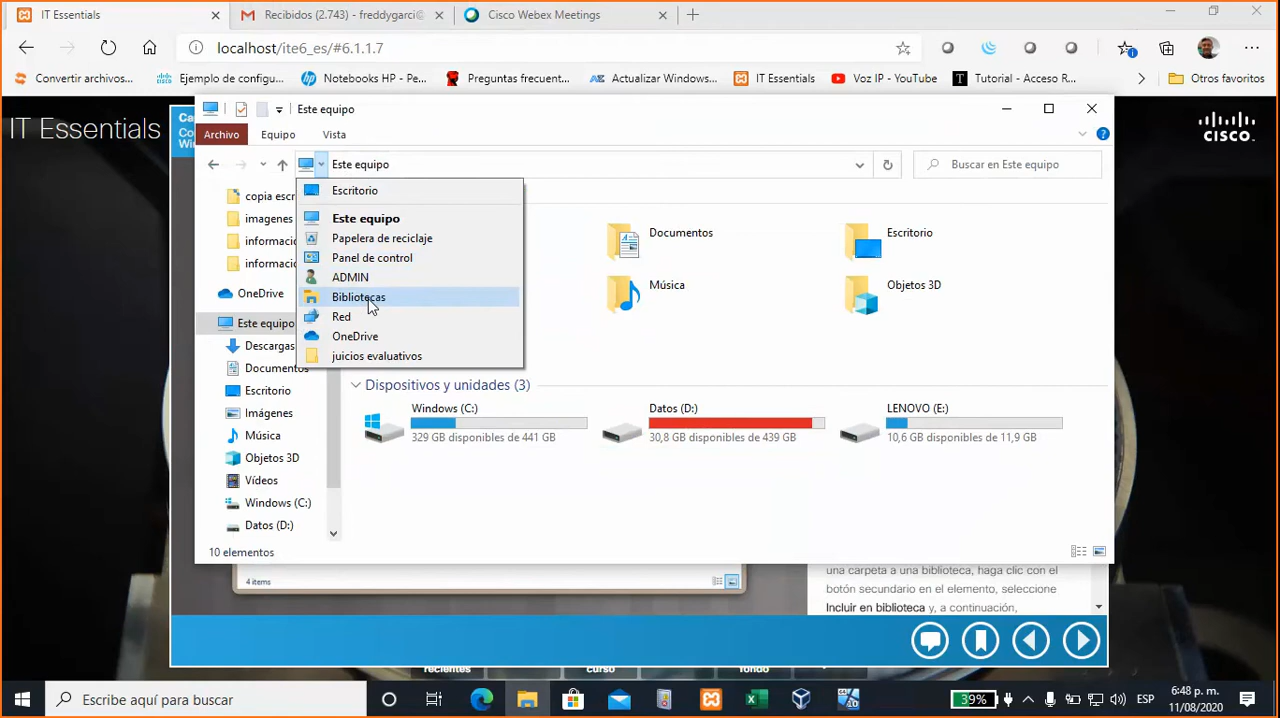 IT Essentials
Recibidos (2.743) - freddygarci
Cisco Webex Meetings
localhost/ite6_es/#6.1.1.7
Convertir archivos...
Ejemplo de configu...
Notebooks HP - Pe...
Preguntas frecuent...
Actualizar Windows...
IT Essentials
Voz IP - YouTube
Tutorial - Acceso R...
Otros favoritos
IT Essentials
CISCO
Este equipo
Archivo
Equipo
Vista
Este equipo
Buscar en Este equipo
copia escr
imagenes
informaci
informaci
OneDrive
Este equipo
Descargas
Documentos
Escritorio
Imágenes
Música
Objetos 3D
Vídeos
Windows (C:)
Datos (D:)
Escritorio
Este equipo
Papelera de reciclaje
Panel de control
ADMIN
Bibliotecas
Red
OneDrive
juicios evaluativos
Documentos
Escritorio
Música
Objetos 3D
Dispositivos y unidades (3)
Windows (C:)
329 GB disponibles de 441 GB
Datos (D:)
30,8 GB disponibles de 439 GB
LENOVO (E:)
10,6 GB disponibles de 11,9 GB
10 elementos
4 items
una carpeta a una biblioteca, haga clic con el
botón secundario en el elemento, seleccione
Incluir en biblioteca y, a continuación,
recientes
curso
fondo
Escribe aquí para buscar
39%
ESP
6:48 p. m.
11/08/2020